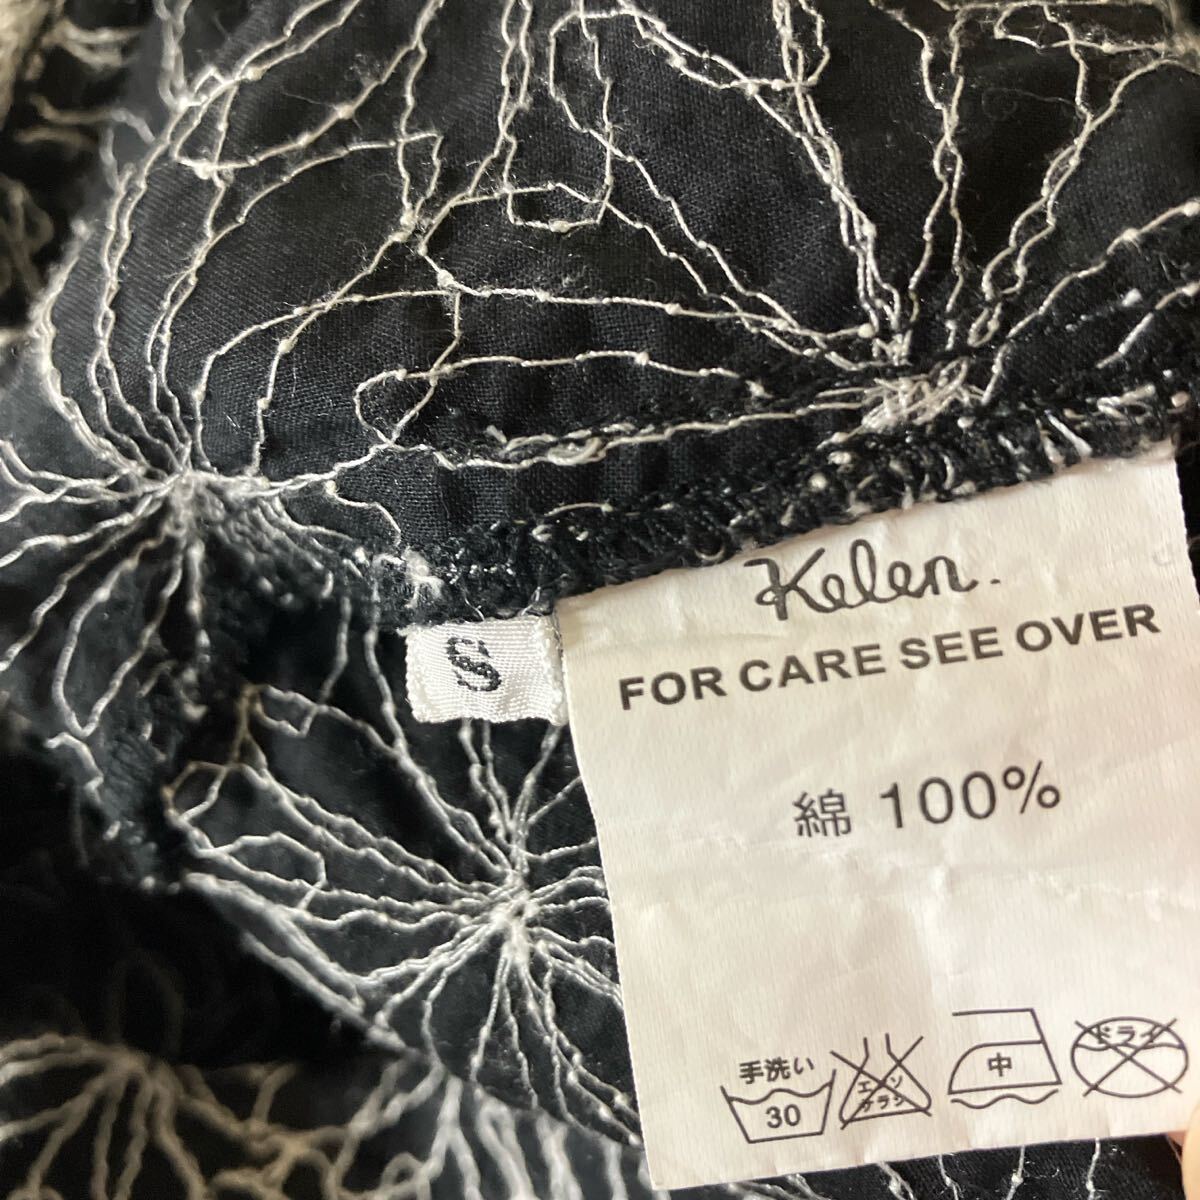 Kelen.
FOR CARE SEE OVER
S
綿 100%
手洗い
30
エンソ
サラシ
中
ドライ